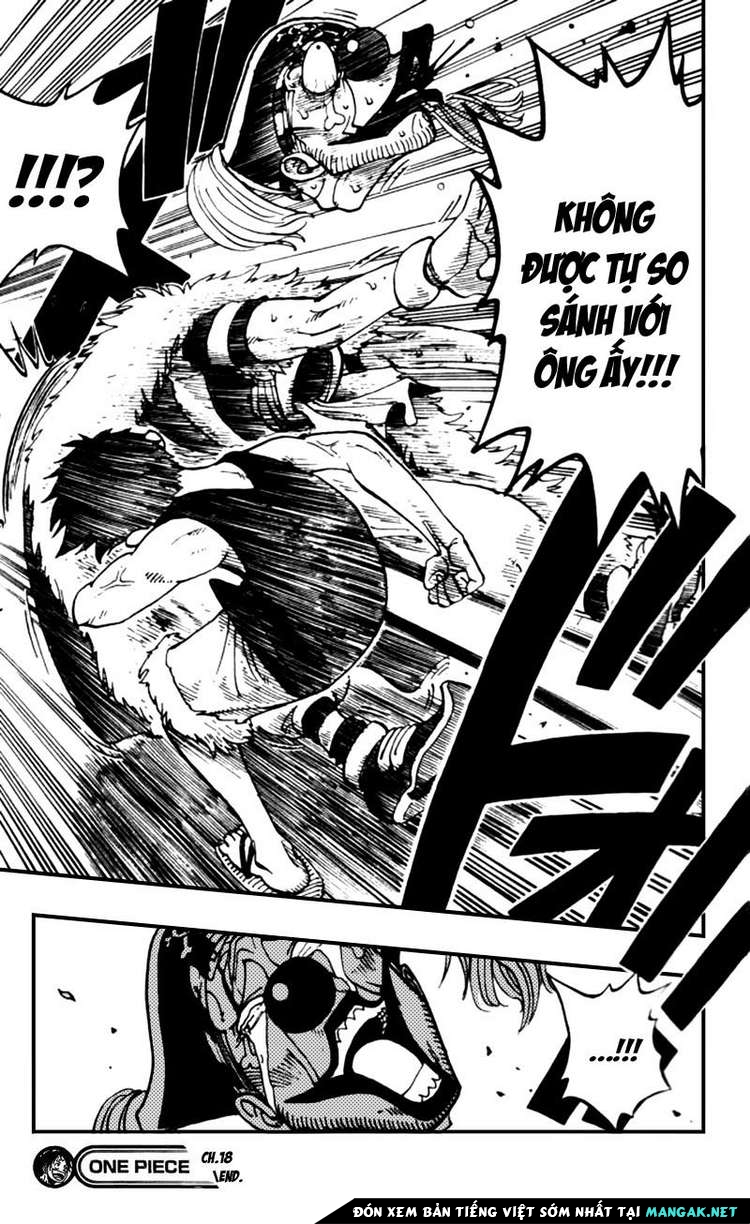 !!!?
KHÔNG
ĐƯỢC TỰ SO
SÁNH VỚI
ÔNG ẤY!!!
...!!!
ONE PIECE
CH.18
\END.
ĐÓN XEM BẢN TIẾNG VIỆT SỚM NHẤT TẠI MANGAK.NET